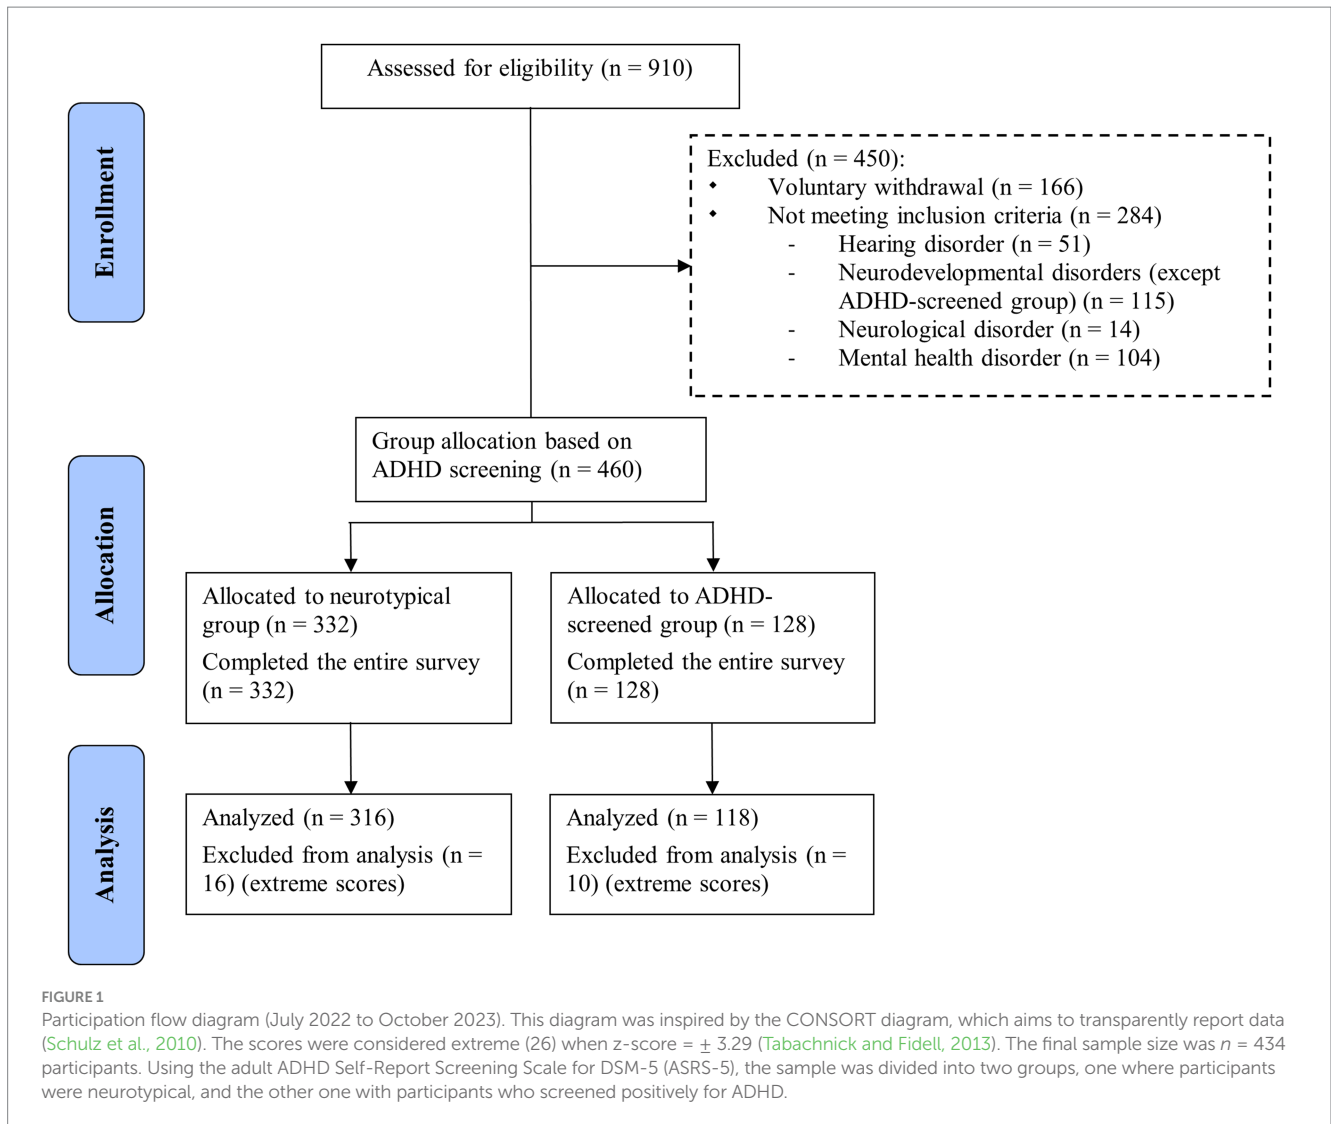 Assessed for eligibility (n = 910)
Enrollment
Excluded (n = 450):
• Voluntary withdrawal (n = 166)
• Not meeting inclusion criteria (n = 284)
- Hearing disorder (n = 51)
- Neurodevelopmental disorders (except
ADHD-screened group) (n = 115)
- Neurological disorder (n = 14)
- Mental health disorder (n = 104)
Group allocation based on
ADHD screening (n = 460)
Allocation
Allocated to neurotypical
group (n = 332)
Completed the entire survey
(n = 332)
Allocated to ADHD-
screened group (n = 128)
Completed the entire survey
(n = 128)
Analysis
Analyzed (n = 316)
Excluded from analysis (n =
16) (extreme scores)
Analyzed (n = 118)
Excluded from analysis (n =
10) (extreme scores)
FIGURE 1
Participation flow diagram (July 2022 to October 2023). This diagram was inspired by the CONSORT diagram, which aims to transparently report data
(Schulz et al., 2010). The scores were considered extreme (26) when z-score = ± 3.29 (Tabachnick and Fidell, 2013). The final sample size was n = 434
participants. Using the adult ADHD Self-Report Screening Scale for DSM-5 (ASRS-5), the sample was divided into two groups, one where participants
were neurotypical, and the other one with participants who screened positively for ADHD.